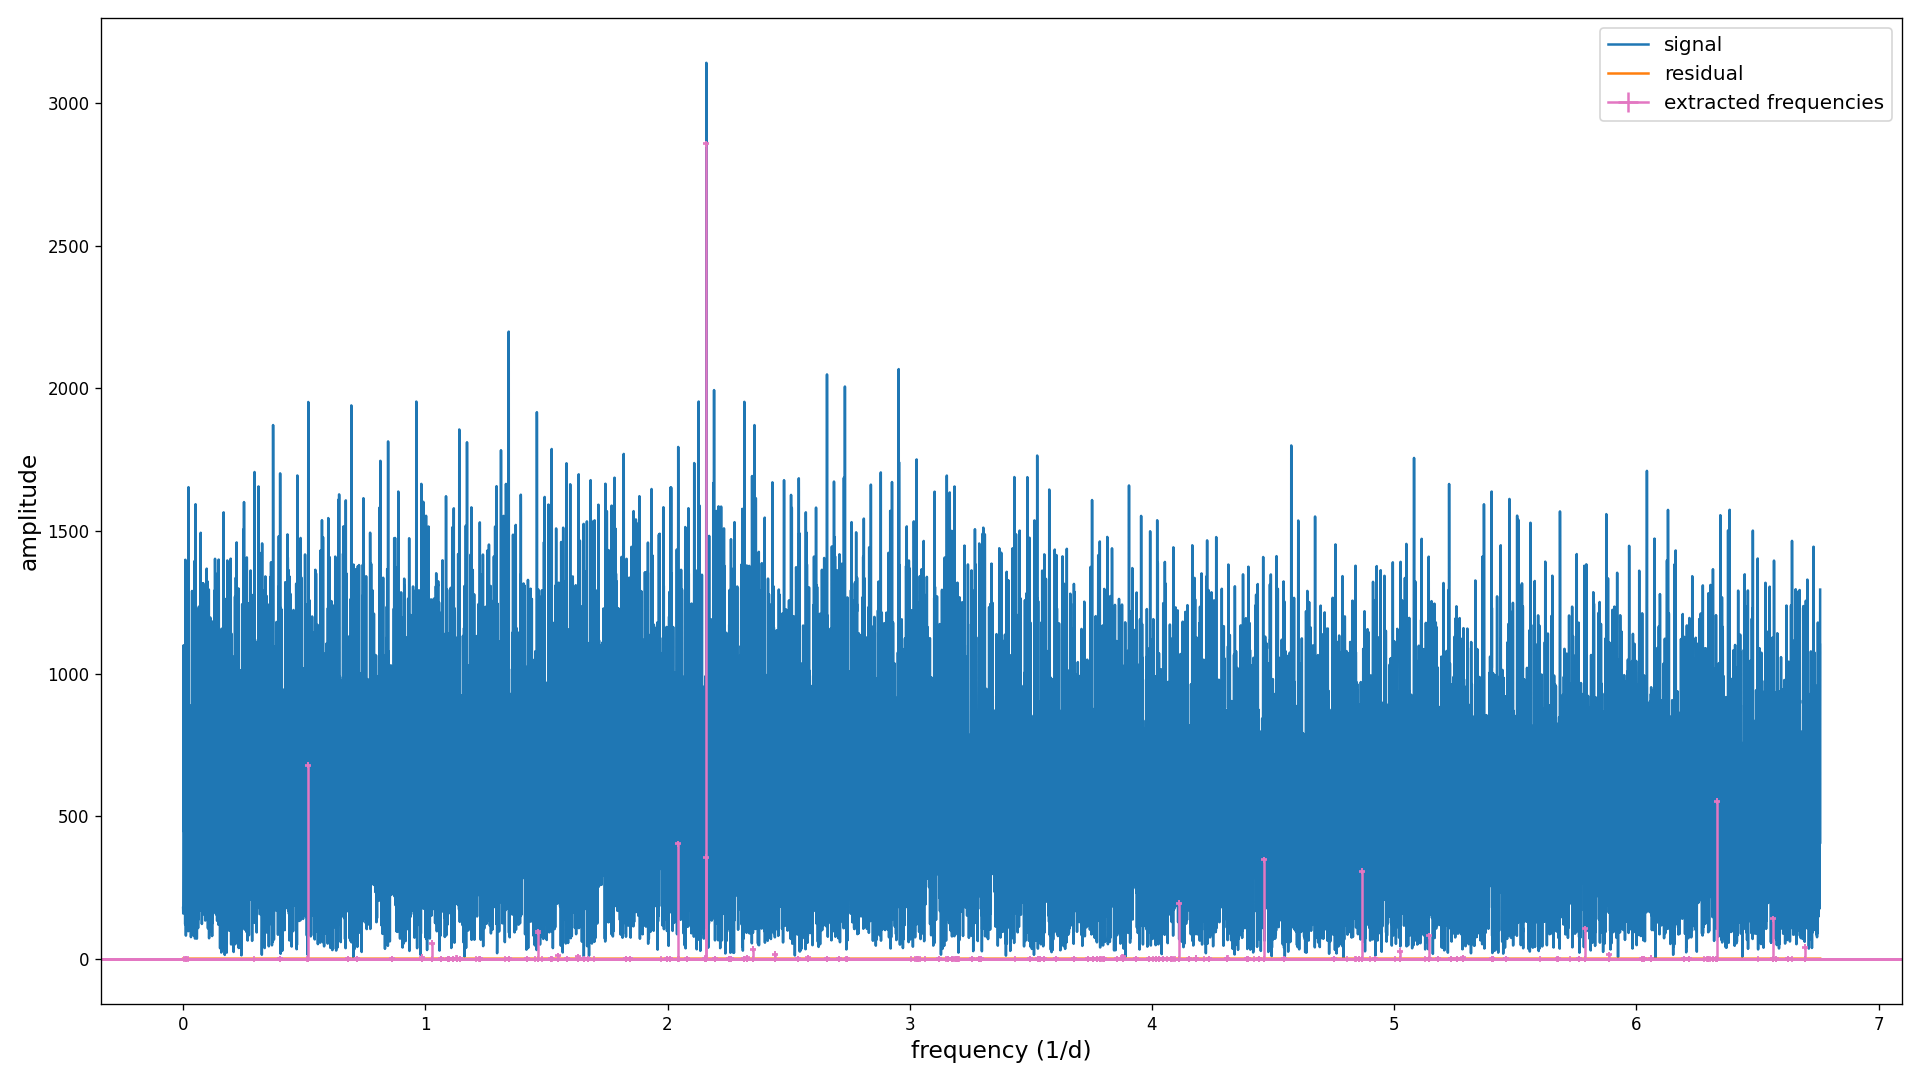 signal
residual
extracted frequencies
3000
2500
2000
1500
1000
500
0
amplitude
0 1 2 3 4 5 6 7
frequency (1/d)